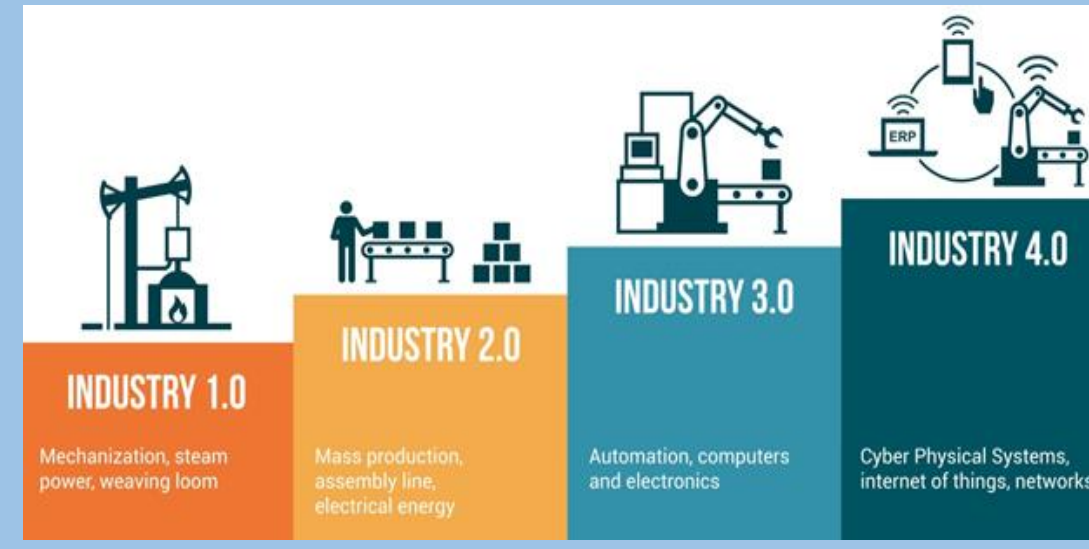 ERP
INDUSTRY 1.0
Mechanization, steam
power, weaving loom
INDUSTRY 2.0
Mass production,
assembly line,
electrical energy
INDUSTRY 3.0
Automation, computers
and electronics
INDUSTRY 4.0
Cyber Physical Systems,
internet of things, networks